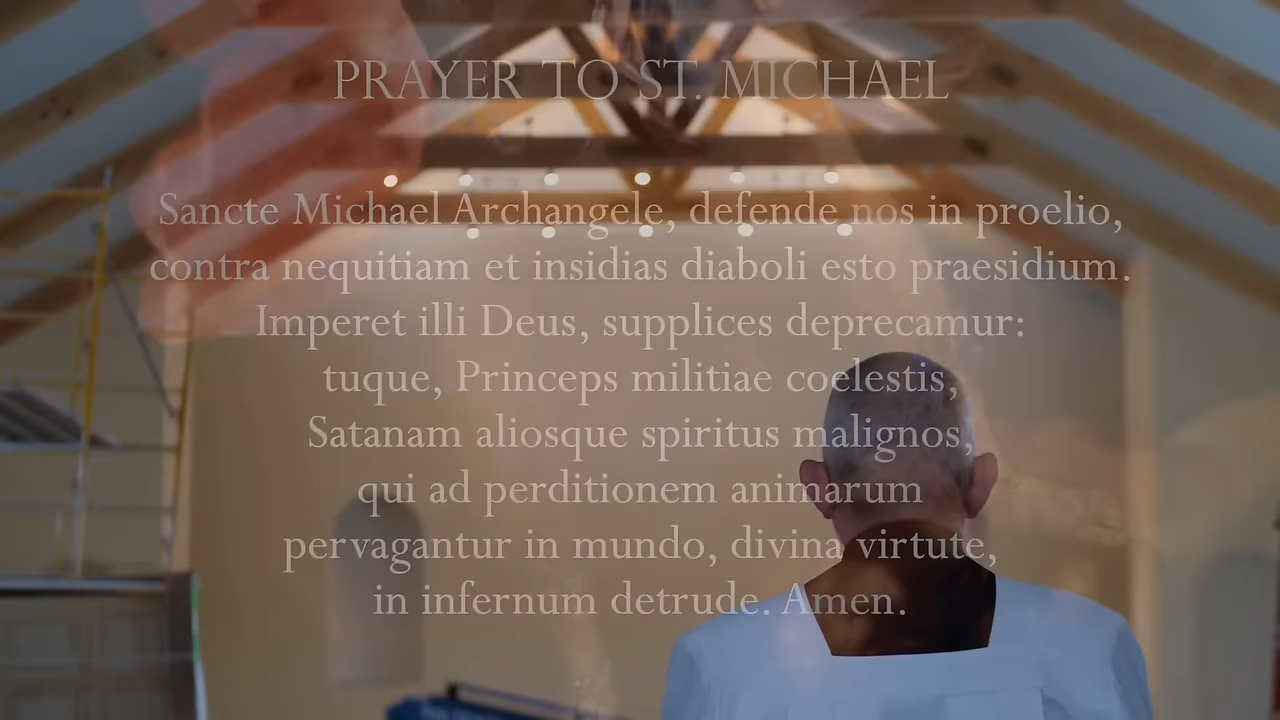 PRAYER TO ST. MICHAEL
Sancte Michael Archangele, defende nos in proelio,
contra nequitiam et insidias diaboli esto praesidium.
Imperet illi Deus, supplices deprecamur:
tuque, Princeps militiae coelestis,
Satanam aliosque spiritus malignos,
qui ad perditionem animarum
pervagantur in mundo, divina virtute,
in infernum detrude. Amen.